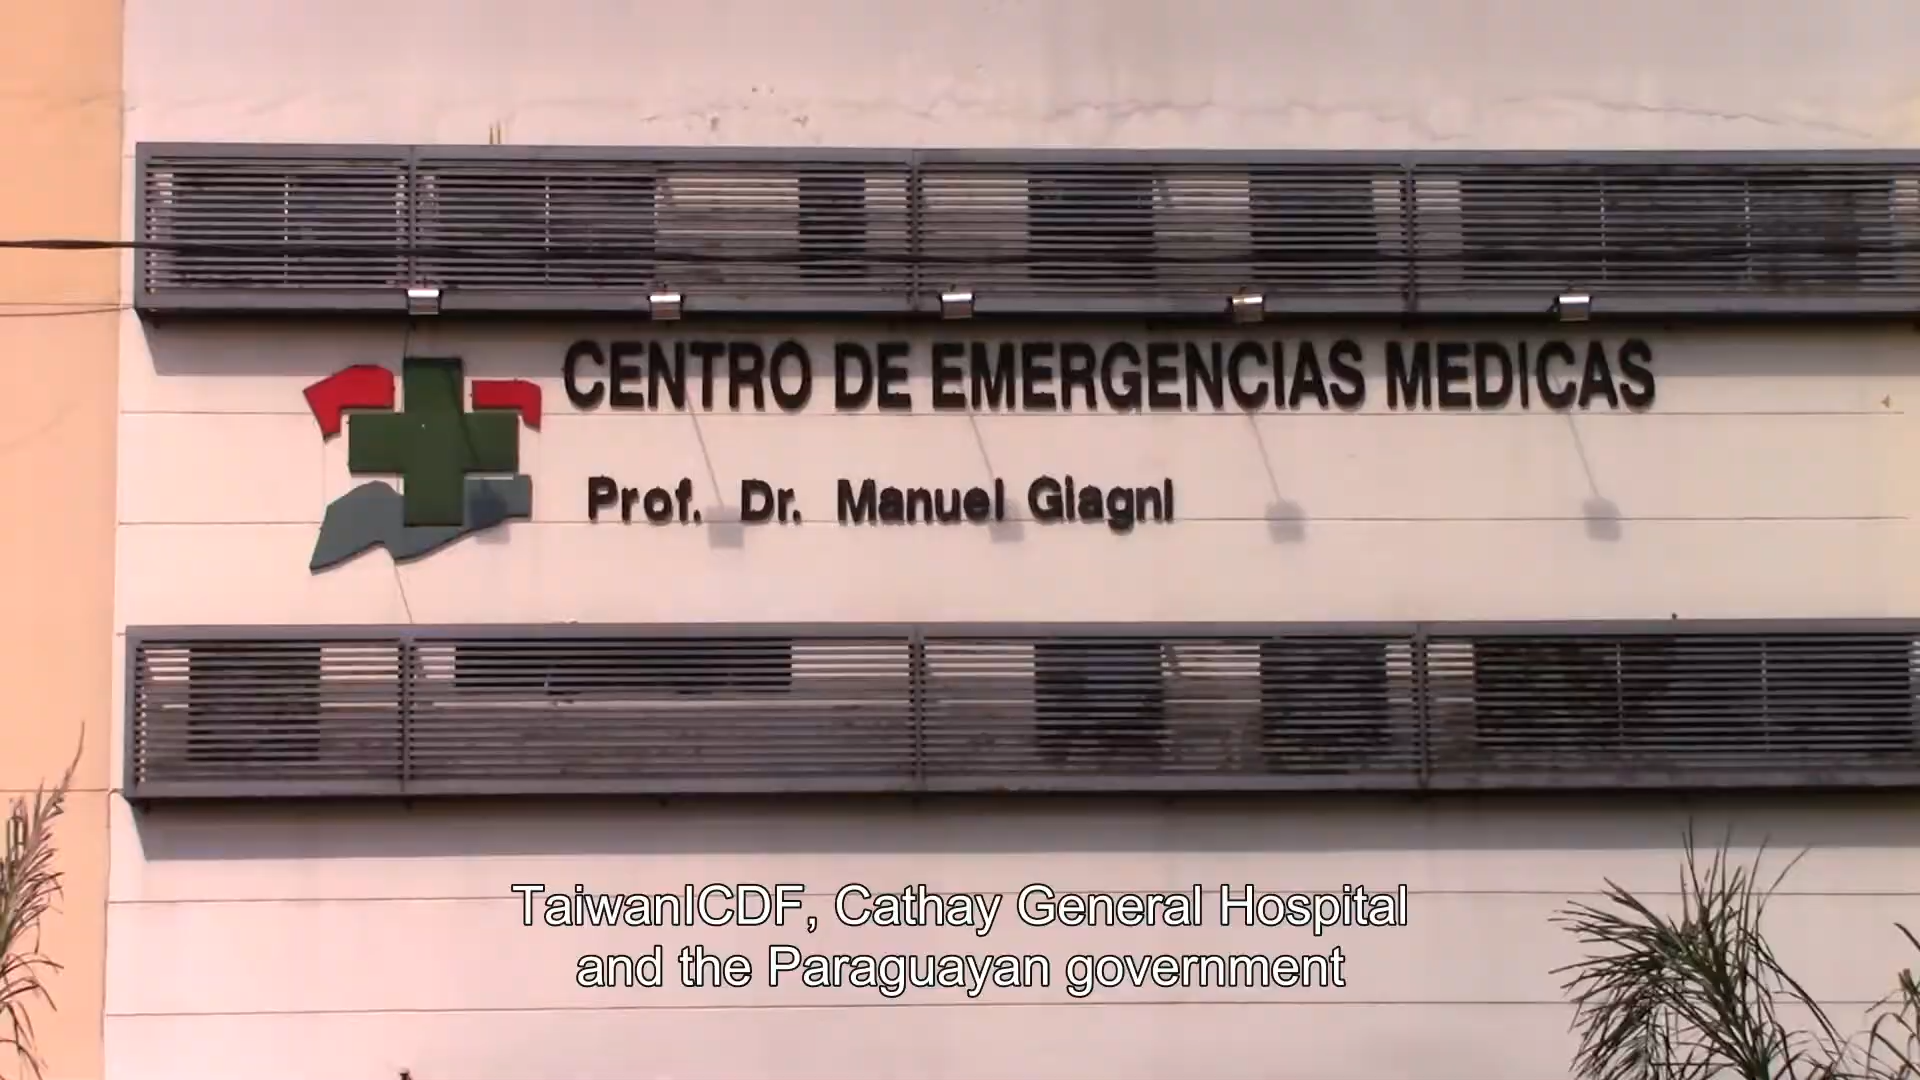 CENTRO DE EMERGENCIAS MEDICAS
Prof. Dr. Manuel Giagni
TaiwanICDF, Cathay General Hospital
and the Paraguayan government